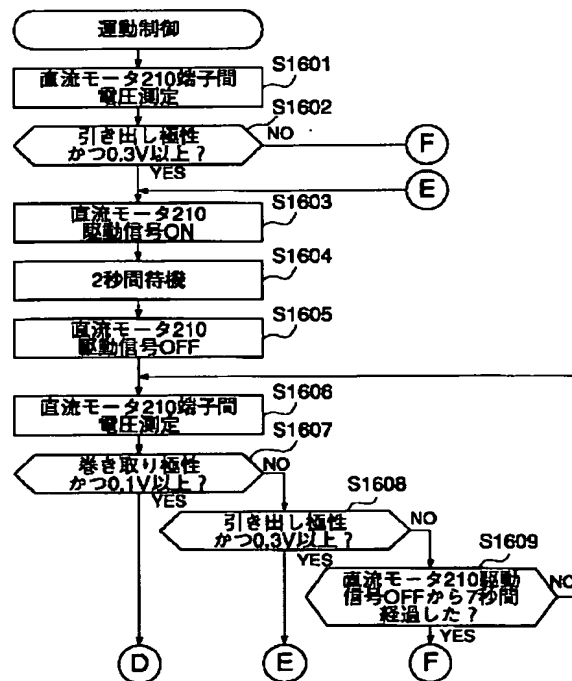 運動制御
S1601
直流モータ210端子間
電圧測定
S1602
引き出し極性
かつ0.3V以上？
NO
F
YES
E
S1603
直流モータ210
駆動信号ON
S1604
2秒間待機
S1605
直流モータ210
駆動信号OFF
S1606
直流モータ210端子間
電圧測定
S1607
巻き取り極性
かつ0.1V以上？
NO
YES
S1608
引き出し極性
かつ0.3V以上？
NO
YES
S1609
直流モータ210駆動
信号OFFから7秒間
経過した？
NO
YES
D
E
F